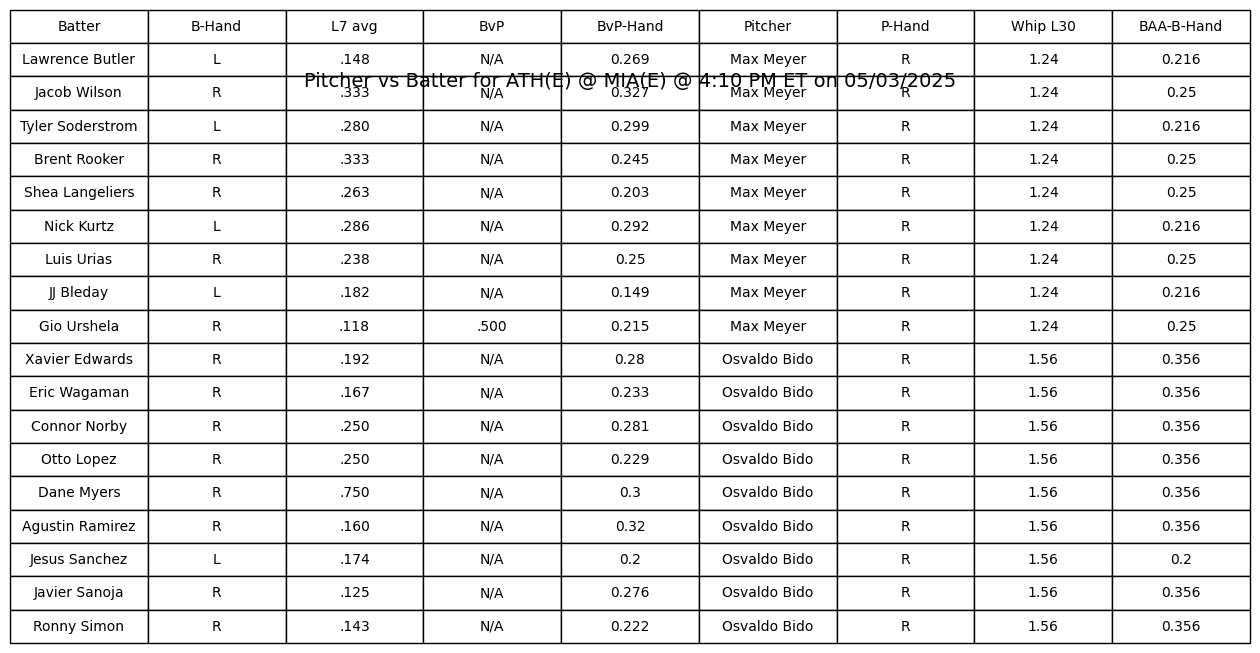 Batter B-Hand L7 avg BvP BvP-Hand Pitcher P-Hand Whip L30 BAA-B-Hand
Lawrence Butler L .148 N/A 0.269 Max Meyer R 1.24 0.216
Pitcher vs Batter for ATH(E) @ MIA(E) @ 4:10 PM ET on 05/03/2025
Jacob Wilson R .333 N/A 0.327 Max Meyer R 1.24 0.25
Tyler Soderstrom L .280 N/A 0.299 Max Meyer R 1.24 0.216
Brent Rooker R .333 N/A 0.245 Max Meyer R 1.24 0.25
Shea Langeliers R .263 N/A 0.203 Max Meyer R 1.24 0.25
Nick Kurtz L .286 N/A 0.292 Max Meyer R 1.24 0.216
Luis Urias R .238 N/A 0.25 Max Meyer R 1.24 0.25
JJ Bleday L .182 N/A 0.149 Max Meyer R 1.24 0.216
Gio Urshela R .118 .500 0.215 Max Meyer R 1.24 0.25
Xavier Edwards R .192 N/A 0.28 Osvaldo Bido R 1.56 0.356
Eric Wagaman R .167 N/A 0.233 Osvaldo Bido R 1.56 0.356
Connor Norby R .250 N/A 0.281 Osvaldo Bido R 1.56 0.356
Otto Lopez R .250 N/A 0.229 Osvaldo Bido R 1.56 0.356
Dane Myers R .750 N/A 0.3 Osvaldo Bido R 1.56 0.356
Agustin Ramirez R .160 N/A 0.32 Osvaldo Bido R 1.56 0.356
Jesus Sanchez L .174 N/A 0.2 Osvaldo Bido R 1.56 0.2
Javier Sanoja R .125 N/A 0.276 Osvaldo Bido R 1.56 0.356
Ronny Simon R .143 N/A 0.222 Osvaldo Bido R 1.56 0.356